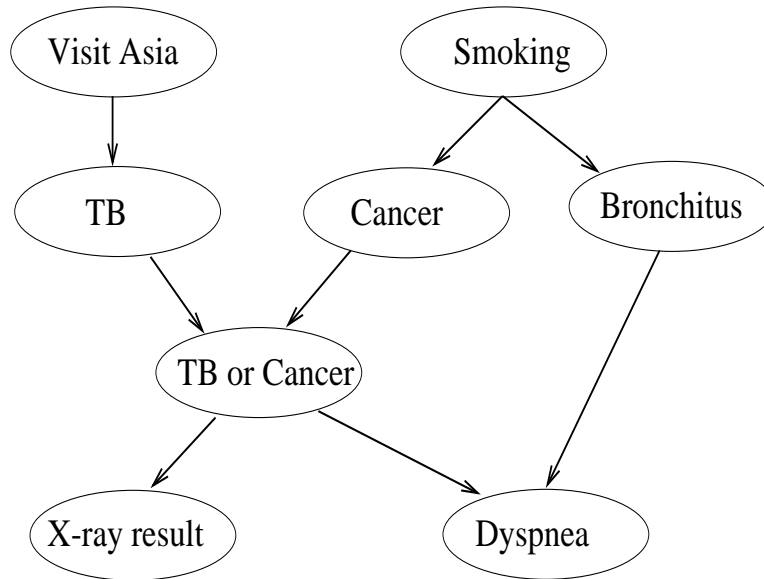 Visit Asia
Smoking
TB
Cancer
Bronchitus
TB or Cancer
X-ray result
Dyspnea